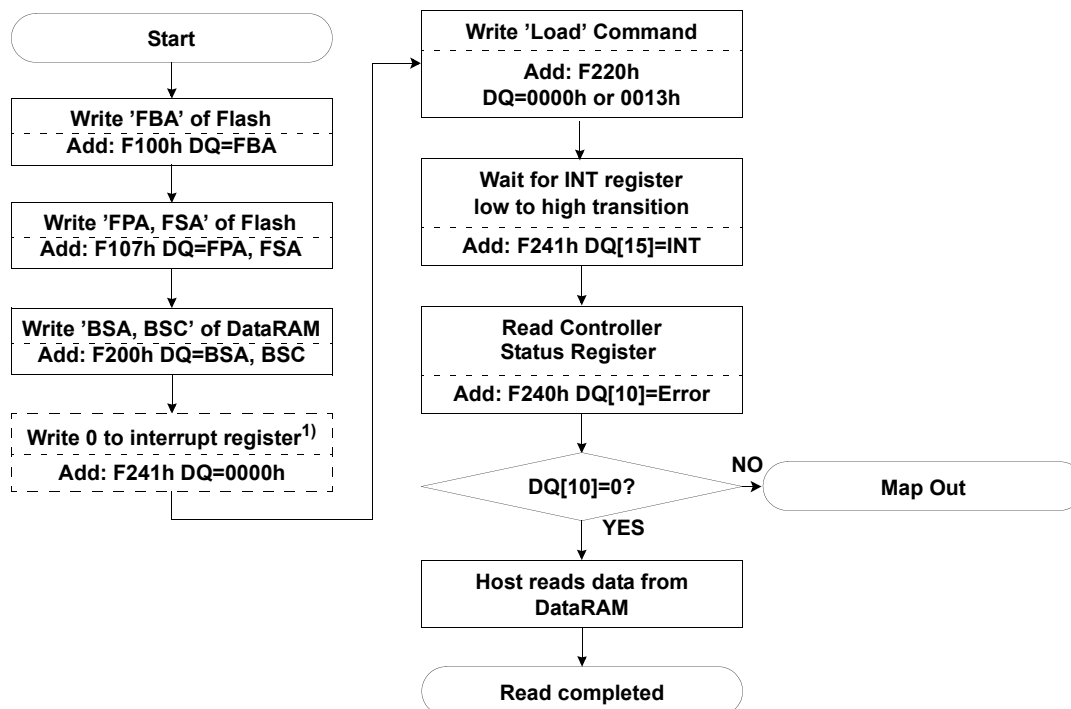 Start
Write ’FBA’ of Flash
Add: F100h DQ=FBA
Write ’FPA, FSA’ of Flash
Add: F107h DQ=FPA, FSA
Write ’BSA, BSC’ of DataRAM
Add: F200h DQ=BSA, BSC
Write 0 to interrupt register1)
Add: F241h DQ=0000h
Write ’Load’ Command
Add: F220h
DQ=0000h or 0013h
Wait for INT register
low to high transition
Add: F241h DQ[15]=INT
Read Controller
Status Register
Add: F240h DQ[10]=Error
DQ[10]=0?
NO
Map Out
YES
Host reads data from
DataRAM
Read completed